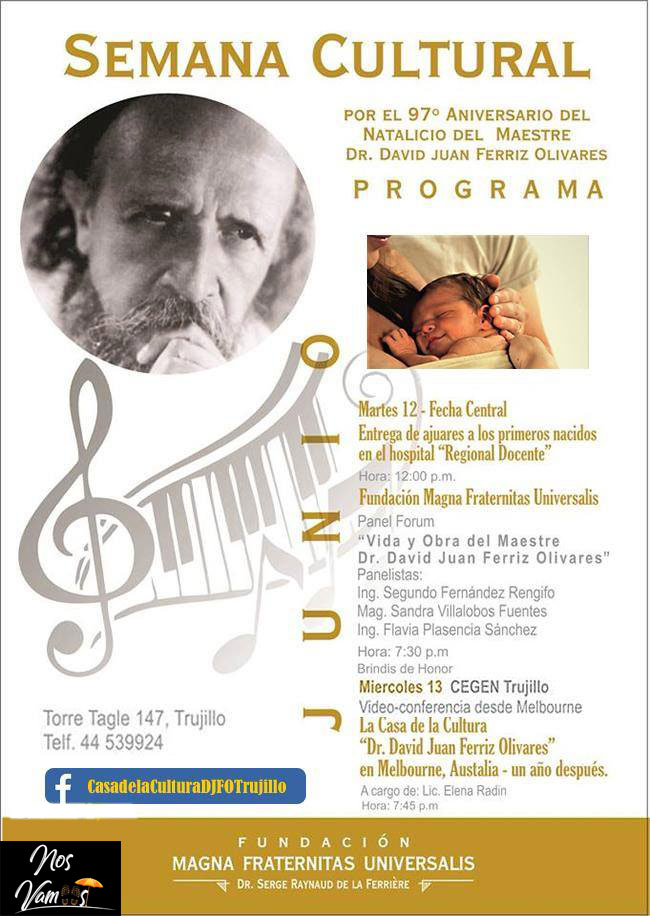 SEMANA CULTURAL
POR EL 97º ANIVERSARIO DEL
NATALICIO DEL MAESTRE
DR. DAVID JUAN FERRIZ OLIVARES
PROGRAMA
JUNIO
Martes 12 - Fecha Central
Entrega de ajuares a los primeros nacidos
en el hospital “Regional Docente”
Hora: 12:00 p.m.
Fundación Magna Fraternitas Universalis
Panel Forum
“Vida y Obra del Maestre
Dr. David Juan Ferriz Olivares”
Panelistas:
Ing. Segundo Fernández Rengifo
Mag. Sandra Villalobos Fuentes
Ing. Flavia Plasencia Sánchez
Hora: 7:30 p.m
Brindis de Honor
Miercoles 13 CEGEN Trujillo
Video-conferencia desde Melbourne
La Casa de la Cultura
“Dr. David Juan Ferriz Olivares”
en Melbourne, Austalia - un año después.
A cargo de: Lic. Elena Radin
Hora: 7:45 p.m
Torre Tagle 147, Trujillo
Telf. 44 539924
f CasadelaCulturaDJFOTrujillo
FUNDACIÓN
MAGNA FRATERNITAS UNIVERSALIS
DR. SERGE RAYNAUD DE LA FERRIÈRE
Nos
Vamos!